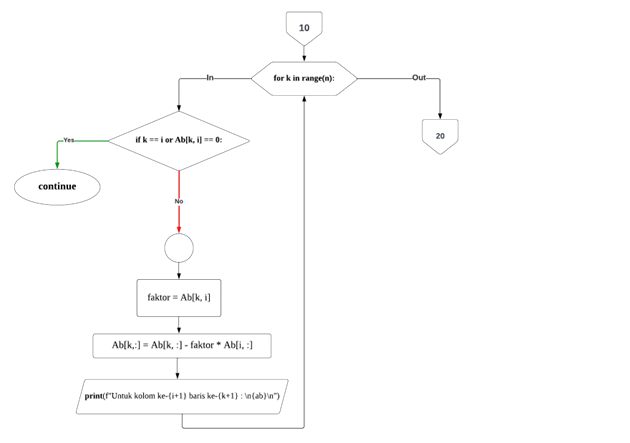 10
for k in range(n):
In
Out
20
if k == i or Ab[k, i] == 0:
Yes
continue
No
faktor = Ab[k, i]
Ab[k,:] = Ab[k, :] - faktor * Ab[i, :]
print(f"Untuk kolom ke-{i+1} baris ke-{k+1} : \n{ab}\n")